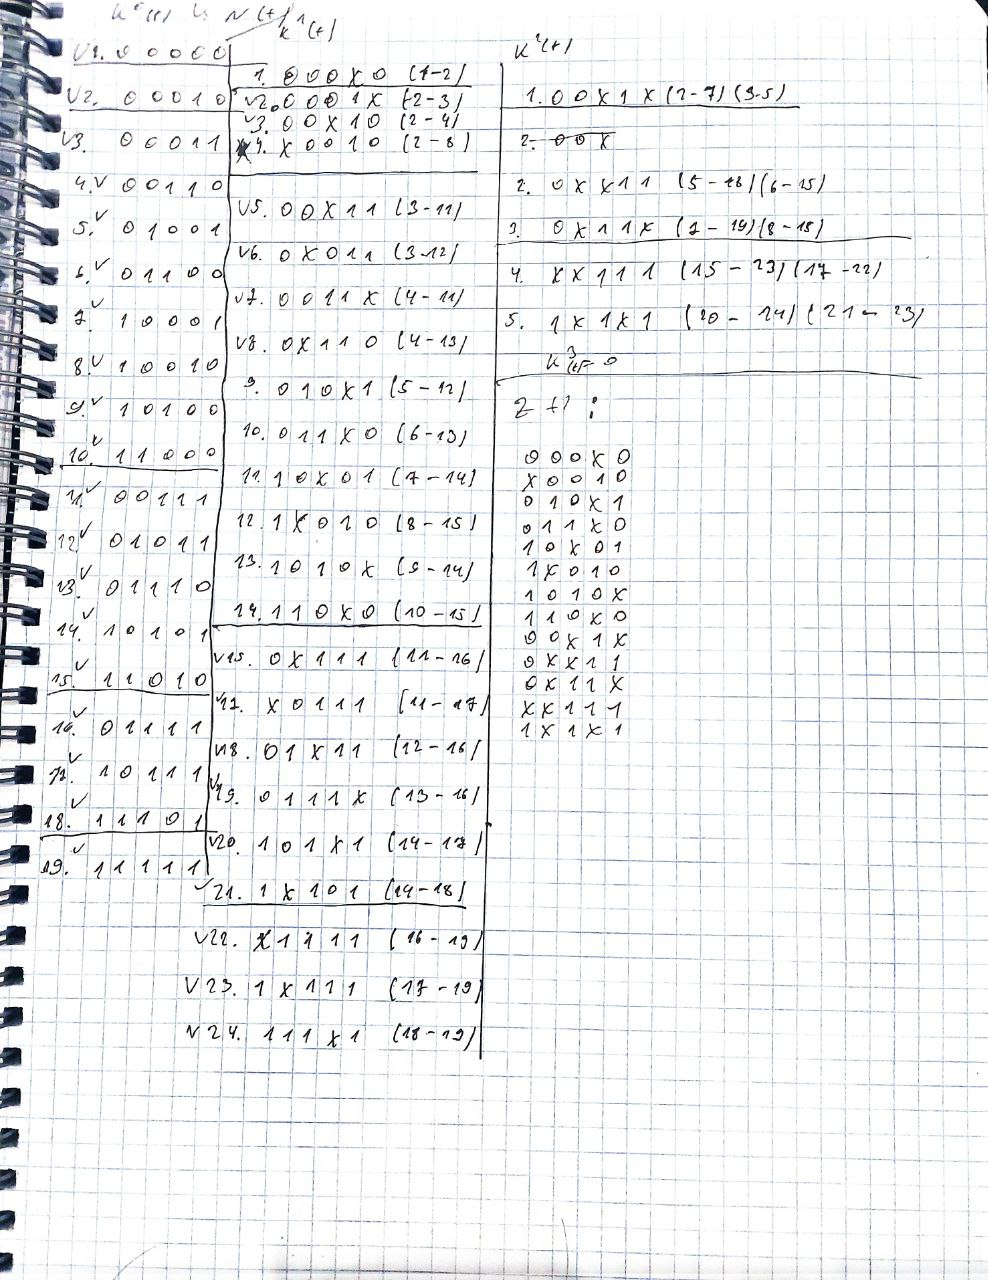 K⁰(f) ∪ N(f)
V1. 0 0 0 0 0
V2. 0 0 0 1 0
V3. 0 0 0 1 1
4.V 0 0 1 1 0
5.V 0 1 0 0 1
6.V 0 1 1 0 0
7.V 1 0 0 0 1
8.V 1 0 0 1 0
9.V 1 0 1 0 0
10.V 1 1 0 0 0
11.V 0 0 1 1 1
12.V 0 1 0 1 1
13.V 0 1 1 1 0
14.V 1 0 1 0 1
15.V 1 1 0 1 0
16.V 0 1 1 1 1
17.V 1 0 1 1 1
18.V 1 1 1 0 1
19.V 1 1 1 1 1
K¹(f)
1. 0 0 0 X 0 (1-2)
V2. 0 0 0 1 X (2-3)
V3. 0 0 X 1 0 (2-4)
4. X 0 0 1 0 (2-8)
V5. 0 0 X 1 1 (3-11)
V6. 0 X 0 1 1 (3-12)
V7. 0 0 1 1 X (4-11)
V8. 0 X 1 1 0 (4-13)
9. 0 1 0 X 1 (5-12)
10. 0 1 1 X 0 (6-13)
11. 1 0 X 0 1 (7-14)
12. 1 X 0 1 0 (8-15)
13. 1 0 1 0 X (9-14)
14. 1 1 0 X 0 (10-15)
V15. 0 X 1 1 1 (11-16)
V17. X 0 1 1 1 (11-17)
V18. 0 1 X 1 1 (12-16)
V19. 0 1 1 1 X (13-16)
V20. 1 0 1 X 1 (14-17)
V21. 1 X 1 0 1 (14-18)
V22. X 1 1 1 1 (16-19)
V23. 1 X 1 1 1 (17-19)
V24. 1 1 1 X 1 (18-19)
K²(f)
1. 0 0 X 1 X (2-7) (3-5)
2. 0 0 X
2. 0 X X 1 1 (5-18) (6-15)
3. 0 X 1 1 X (7-19) (8-15)
4. X X 1 1 1 (15-23) (17-22)
5. 1 X 1 X 1 (20-24) (21-23)
K³(f)=0
Z(f):
0 0 0 X 0
X 0 0 1 0
0 1 0 X 1
0 1 1 X 0
1 0 X 0 1
1 X 0 1 0
1 0 1 0 X
1 1 0 X 0
0 0 X 1 X
0 X X 1 1
0 X 1 1 X
X X 1 1 1
1 X 1 X 1